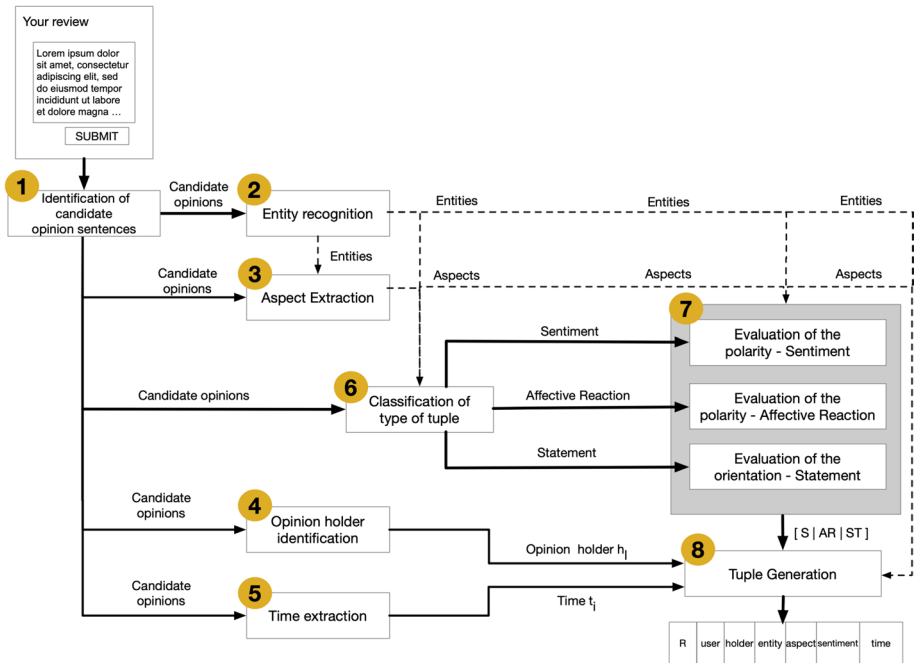 Your review
Lorem ipsum dolor
sit amet, consectetur
adipiscing elit, sed
do eiusmod tempor
incididunt ut labore
et dolore magna ...
SUBMIT
1
Identification of
candidate
opinion sentences
Candidate
opinions
2
Entity recognition
Entities
Entities
Entities
Entities
Candidate
opinions
3
Aspect Extraction
Aspects
Aspects
Aspects
7
Sentiment
Evaluation of the
polarity - Sentiment
Candidate opinions
6
Classification of
type of tuple
Affective Reaction
Evaluation of the
polarity - Affective Reaction
Statement
Evaluation of the
orientation - Statement
Candidate
opinions
4
Opinion holder
identification
[ S | AR | ST ]
Opinion holder hl
8
Tuple Generation
Candidate
opinions
5
Time extraction
Time ti
R user holder entity aspect sentiment time